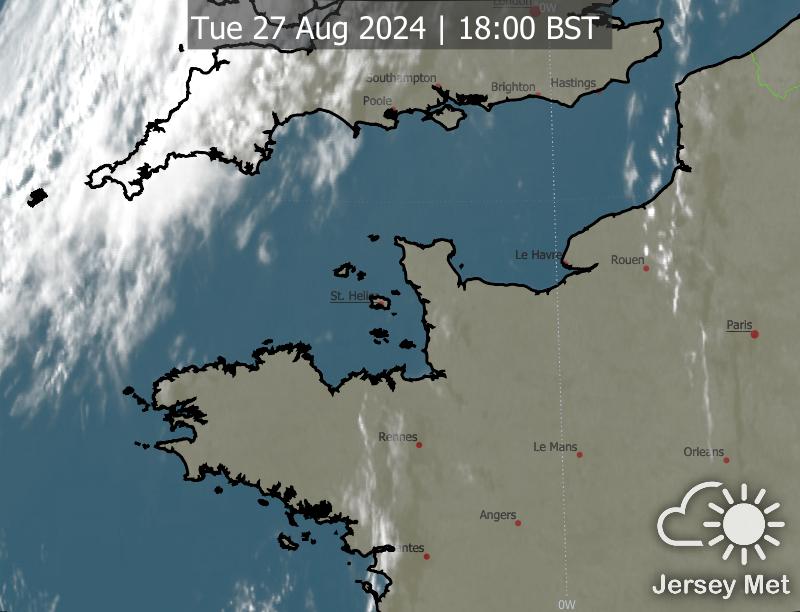 London
0W
Tue 27 Aug 2024 | 18:00 BST
Southampton
Brighton
Hastings
Poole
Le Havre
Rouen
St. Helier
Paris
Rennes
Le Mans
Orleans
Angers
antes
Jersey Met
0W